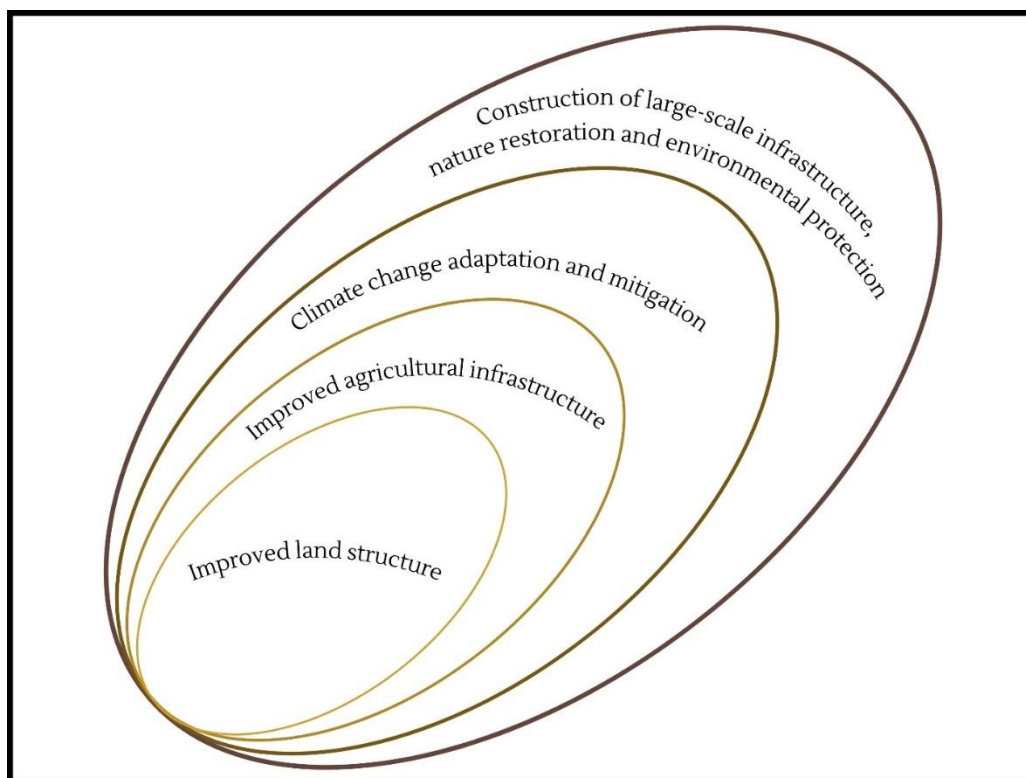 Construction of large-scale infrastructure,
nature restoration and environmental protection
Climate change adaptation and mitigation
Improved agricultural infrastructure
Improved land structure